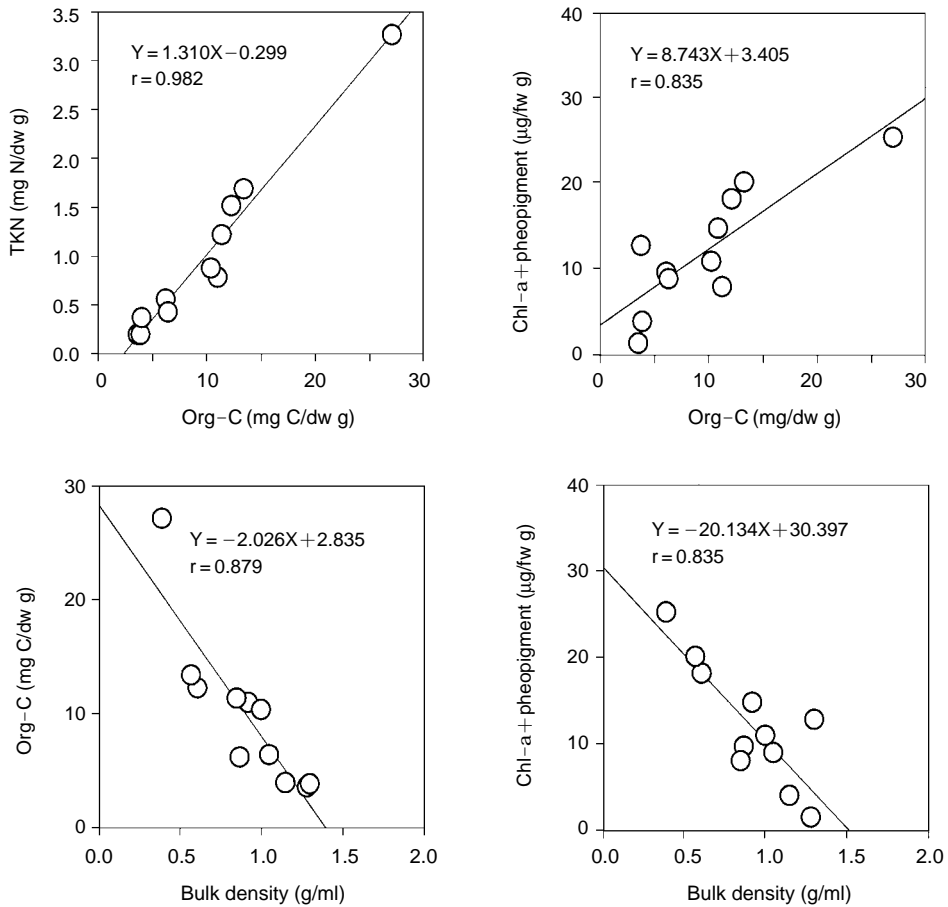 3.5
3.0
2.5
2.0
1.5
1.0
0.5
0.0
TKN (mg N/dw g)
Y=1.310X−0.299
r=0.982
0 10 20 30
Org−C (mg C/dw g)
40
30
20
10
0
Chl−a+pheopigment (μg/fw g)
Y=8.743X+3.405
r=0.835
0 10 20 30
Org−C (mg/dw g)
30
20
10
0
Org−C (mg C/dw g)
Y=−2.026X+2.835
r=0.879
0.0 0.5 1.0 1.5 2.0
Bulk density (g/ml)
40
30
20
10
0
Chl−a+pheopigment (μg/fw g)
Y=−20.134X+30.397
r=0.835
0.0 0.5 1.0 1.5 2.0
Bulk density (g/ml)